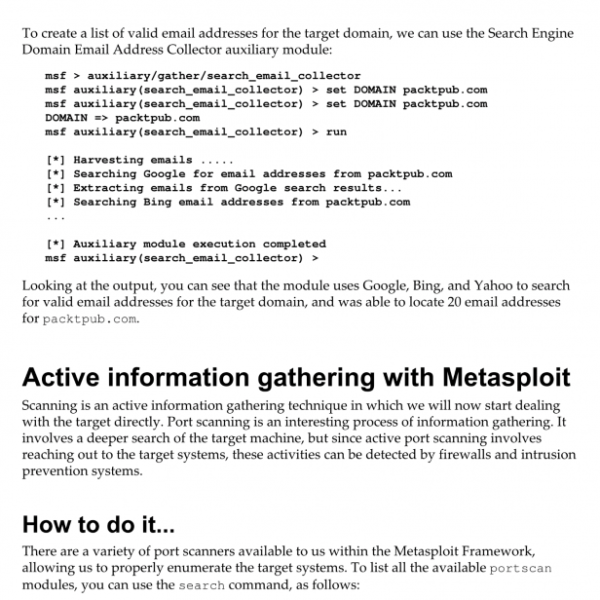 To create a list of valid email addresses for the target domain, we can use the Search Engine
Domain Email Address Collector auxiliary module:
msf > auxiliary/gather/search_email_collector
msf auxiliary(search_email_collector) > set DOMAIN packtpub.com
msf auxiliary(search_email_collector) > set DOMAIN packtpub.com
DOMAIN => packtpub.com
msf auxiliary(search_email_collector) > run
[*] Harvesting emails .....
[*] Searching Google for email addresses from packtpub.com
[*] Extracting emails from Google search results...
[*] Searching Bing email addresses from packtpub.com
...
[*] Auxiliary module execution completed
msf auxiliary(search_email_collector) >
Looking at the output, you can see that the module uses Google, Bing, and Yahoo to search
for valid email addresses for the target domain, and was able to locate 20 email addresses
for packtpub.com.
Active information gathering with Metasploit
Scanning is an active information gathering technique in which we will now start dealing
with the target directly. Port scanning is an interesting process of information gathering. It
involves a deeper search of the target machine, but since active port scanning involves
reaching out to the target systems, these activities can be detected by firewalls and intrusion
prevention systems.
How to do it...
There are a variety of port scanners available to us within the Metasploit Framework,
allowing us to properly enumerate the target systems. To list all the available portscan
modules, you can use the search command, as follows: